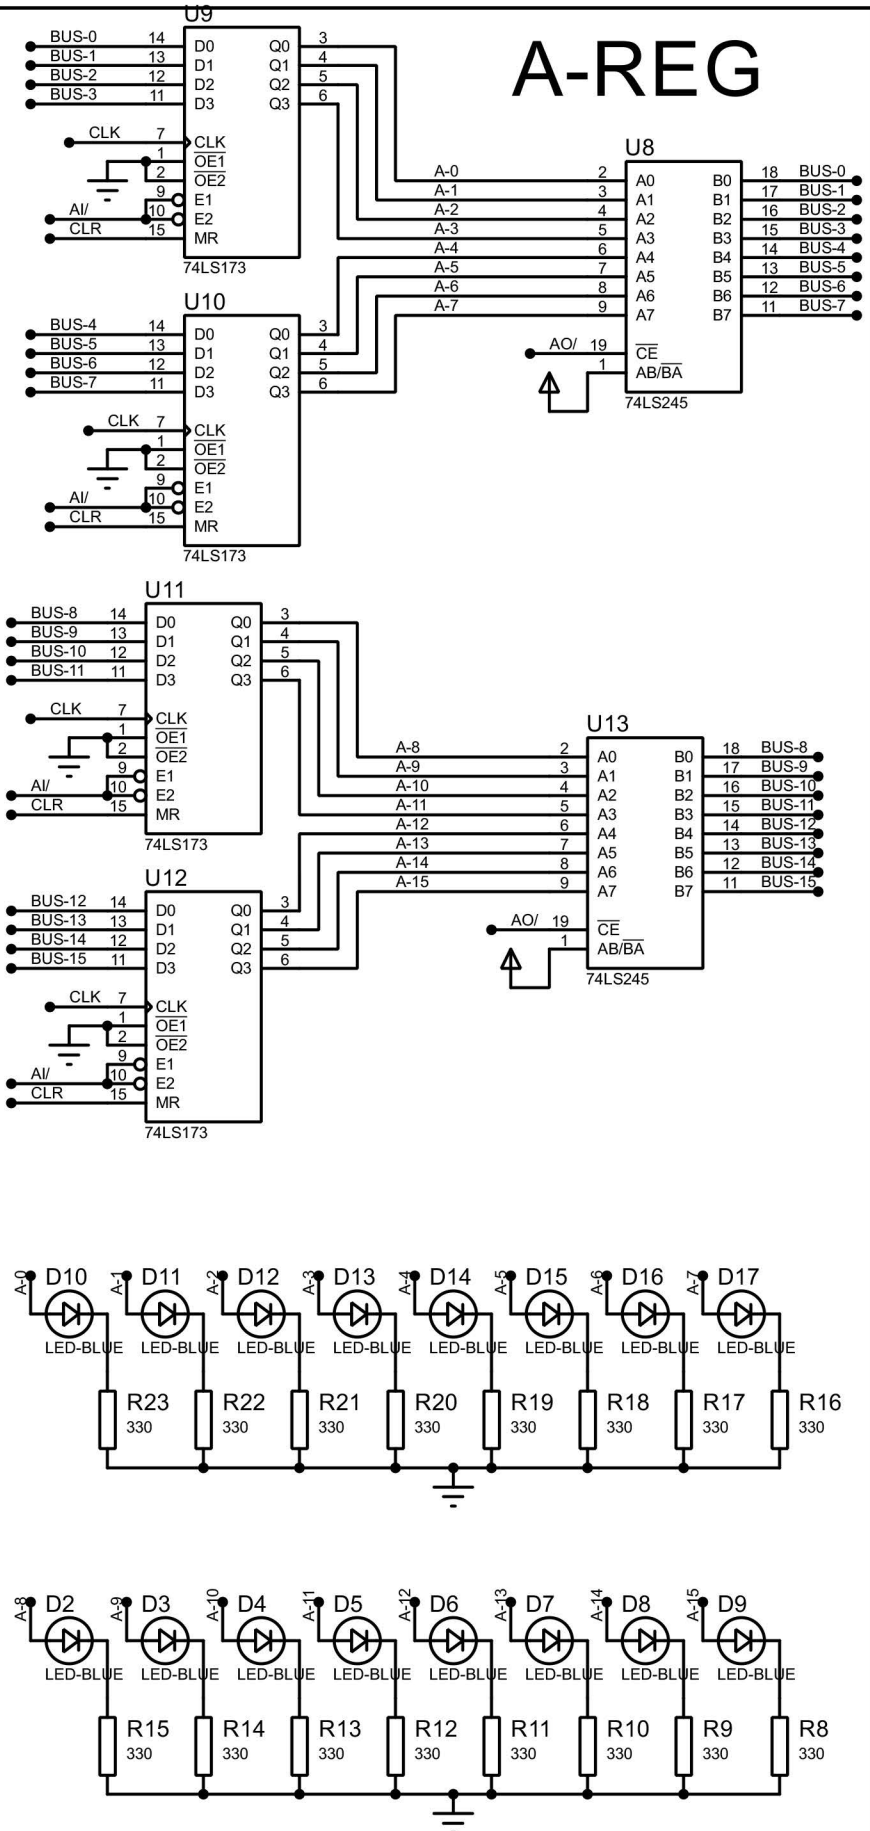 A-REG
U9
BUS-0 14 D0 Q0 3
BUS-1 13 D1 Q1 4
BUS-2 12 D2 Q2 5
BUS-3 11 D3 Q3 6
CLK 7 CLK
1 OE1
2 OE2
9 E1
AI/ 10 E2
CLR 15 MR
74LS173
U8
A-0 2 A0 B0 18 BUS-0
A-1 3 A1 B1 17 BUS-1
A-2 4 A2 B2 16 BUS-2
A-3 5 A3 B3 15 BUS-3
A-4 6 A4 B4 14 BUS-4
A-5 7 A5 B5 13 BUS-5
A-6 8 A6 B6 12 BUS-6
A-7 9 A7 B7 11 BUS-7
AO/ 19 CE
1 AB/BA
74LS245
U10
BUS-4 14 D0 Q0 3
BUS-5 13 D1 Q1 4
BUS-6 12 D2 Q2 5
BUS-7 11 D3 Q3 6
CLK 7 CLK
1 OE1
2 OE2
9 E1
AI/ 10 E2
CLR 15 MR
74LS173
U11
BUS-8 14 D0 Q0 3
BUS-9 13 D1 Q1 4
BUS-10 12 D2 Q2 5
BUS-11 11 D3 Q3 6
CLK 7 CLK
1 OE1
2 OE2
9 E1
AI/ 10 E2
CLR 15 MR
74LS173
U13
A-8 2 A0 B0 18 BUS-8
A-9 3 A1 B1 17 BUS-9
A-10 4 A2 B2 16 BUS-10
A-11 5 A3 B3 15 BUS-11
A-12 6 A4 B4 14 BUS-12
A-13 7 A5 B5 13 BUS-13
A-14 8 A6 B6 12 BUS-14
A-15 9 A7 B7 11 BUS-15
AO/ 19 CE
1 AB/BA
74LS245
U12
BUS-12 14 D0 Q0 3
BUS-13 13 D1 Q1 4
BUS-14 12 D2 Q2 5
BUS-15 11 D3 Q3 6
CLK 7 CLK
1 OE1
2 OE2
9 E1
AI/ 10 E2
CLR 15 MR
74LS173
A-0 D10 A-1 D11 A-2 D12 A-3 D13 A-4 D14 A-5 D15 A-6 D16 A-7 D17
LED-BLUE LED-BLUE LED-BLUE LED-BLUE LED-BLUE LED-BLUE LED-BLUE LED-BLUE
R23 R22 R21 R20 R19 R18 R17 R16
330 330 330 330 330 330 330 330
A-8 D2 A-9 D3 A-10 D4 A-11 D5 A-12 D6 A-13 D7 A-14 D8 A-15 D9
LED-BLUE LED-BLUE LED-BLUE LED-BLUE LED-BLUE LED-BLUE LED-BLUE LED-BLUE
R15 R14 R13 R12 R11 R10 R9 R8
330 330 330 330 330 330 330 330